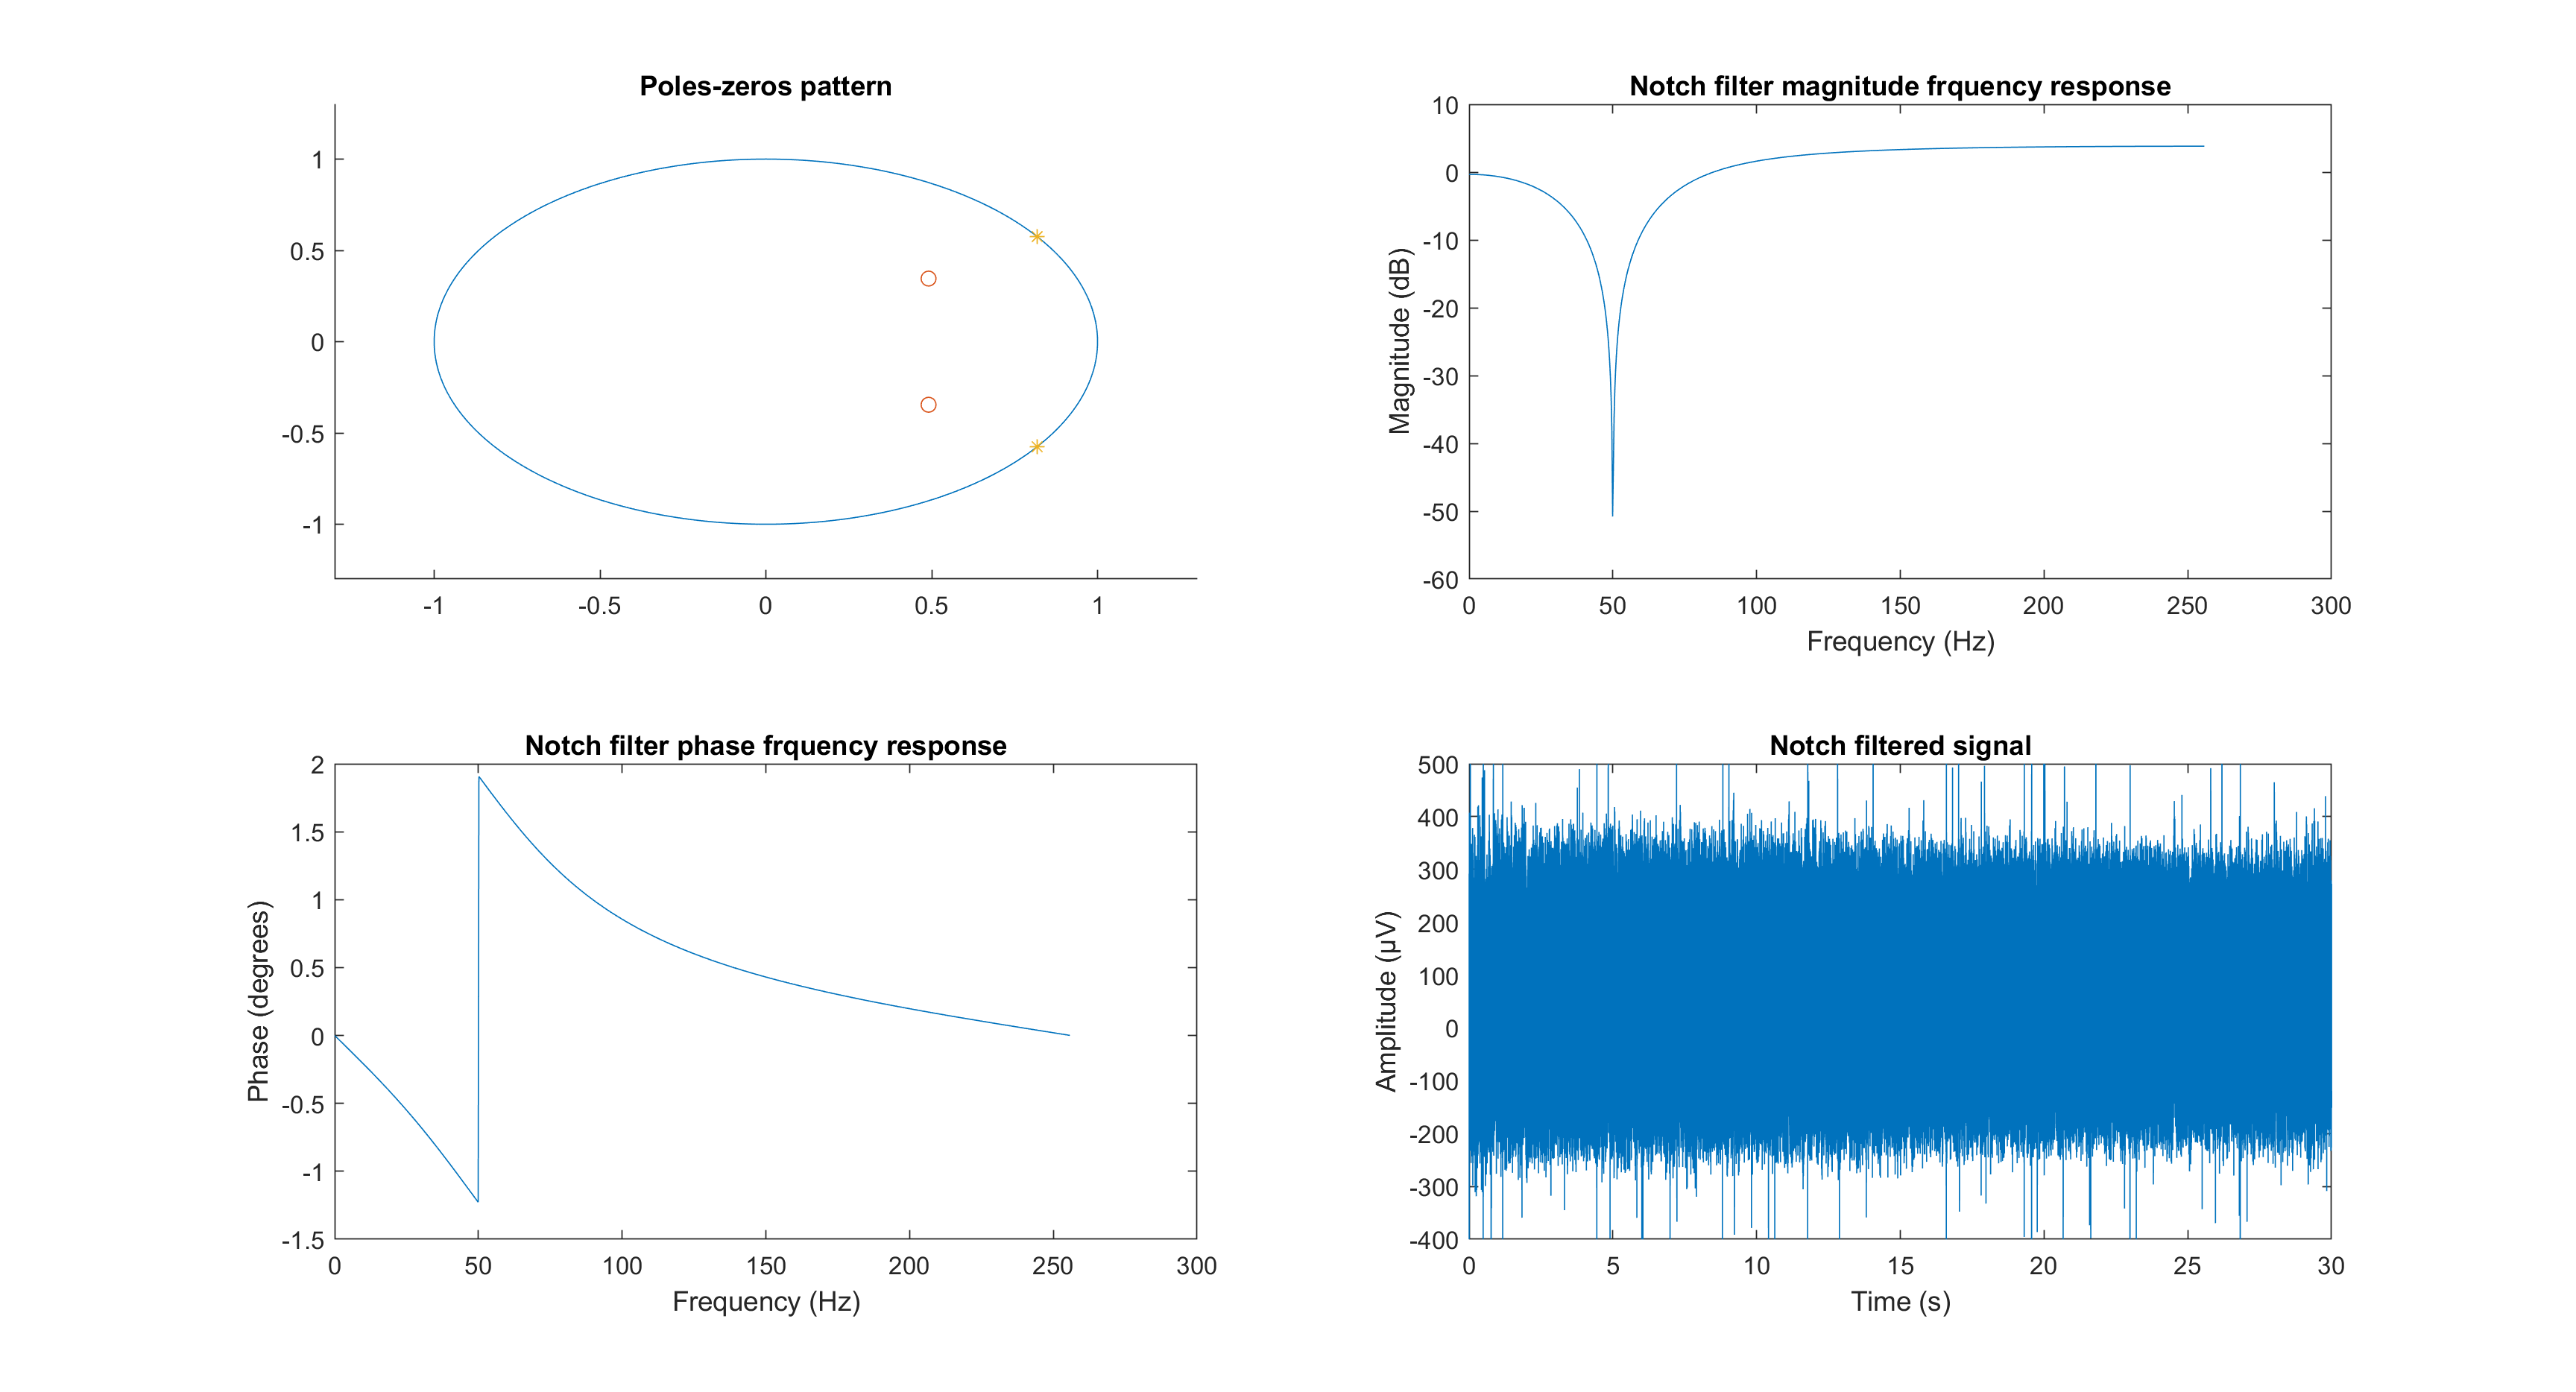 Poles-zeros pattern
1
0.5
0
-0.5
-1
-1 -0.5 0 0.5 1
Notch filter magnitude frquency response
10
0
-10
-20
-30
-40
-50
-60
Magnitude (dB)
0 50 100 150 200 250 300
Frequency (Hz)
Notch filter phase frquency response
2
1.5
1
0.5
0
-0.5
-1
-1.5
Phase (degrees)
0 50 100 150 200 250 300
Frequency (Hz)
Notch filtered signal
500
400
300
200
100
0
-100
-200
-300
-400
Amplitude (µV)
0 5 10 15 20 25 30
Time (s)